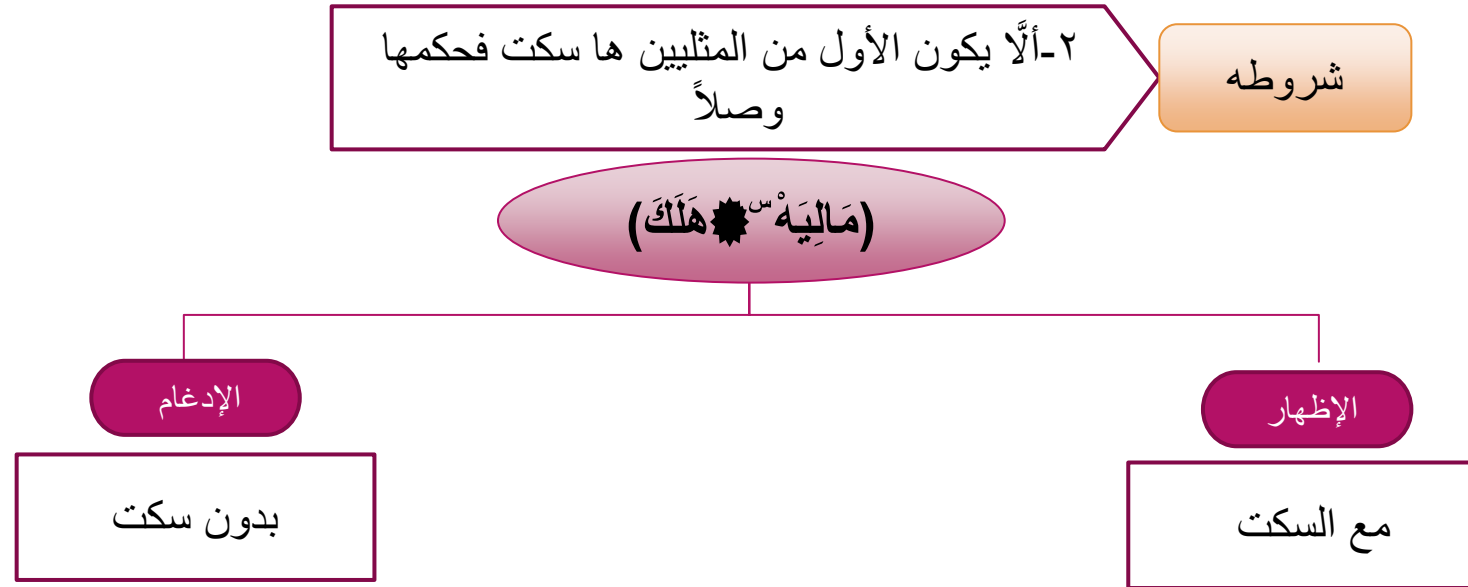 شروطه
٢-ألَّا يكون الأول من المثليين ها سكت فحكمها
وصلاً
(مَالِيَهْ ۜ هَلَكَ)
الإظهار
الإدغام
مع السكت
بدون سكت